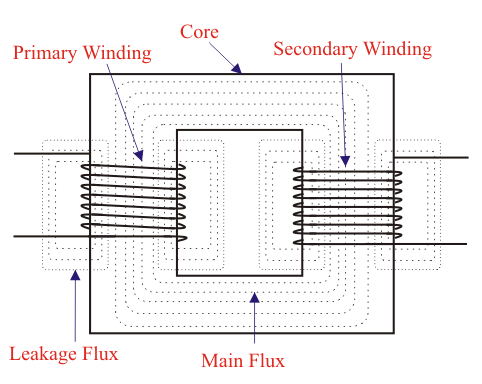 Core
Primary Winding
Secondary Winding
Leakage Flux
Main Flux